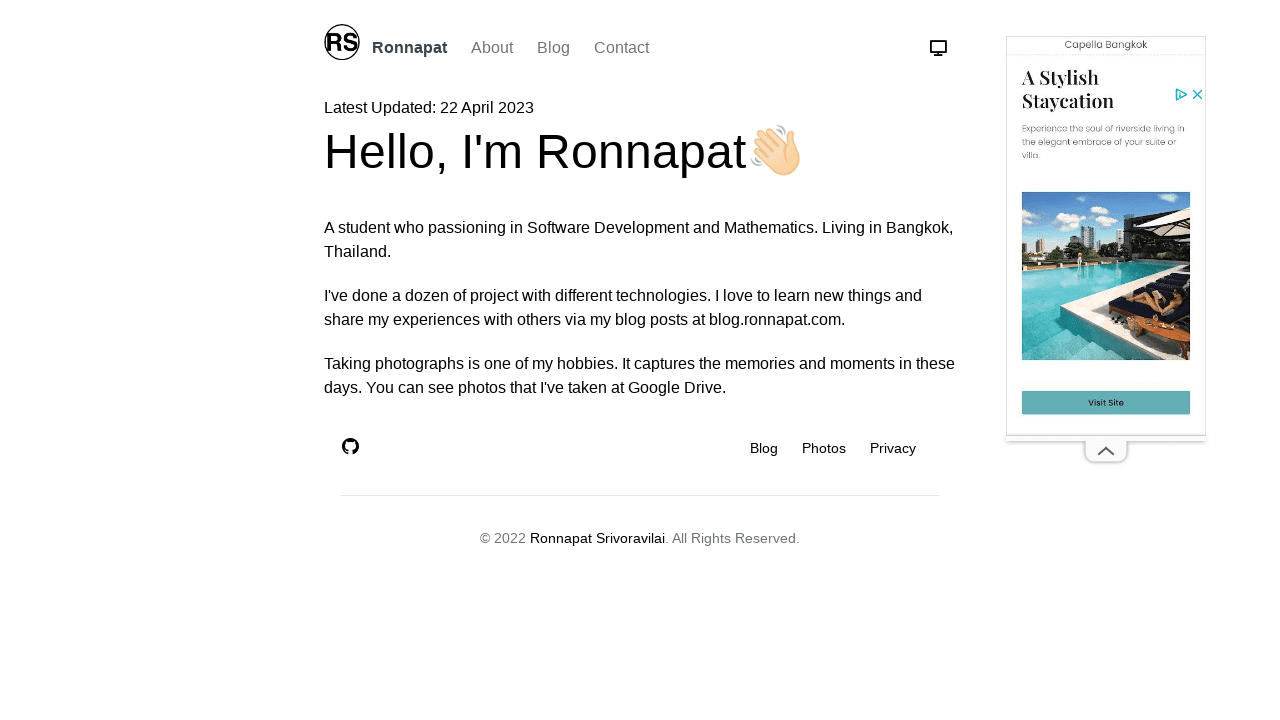 RS Ronnapat About Blog Contact
Latest Updated: 22 April 2023
Hello, I'm Ronnapat👋🏻
A student who passioning in Software Development and Mathematics. Living in Bangkok,
Thailand.
I've done a dozen of project with different technologies. I love to learn new things and
share my experiences with others via my blog posts at blog.ronnapat.com.
Taking photographs is one of my hobbies. It captures the memories and moments in these
days. You can see photos that I've taken at Google Drive.
Blog Photos Privacy
© 2022 Ronnapat Srivoravilai. All Rights Reserved.
Capella Bangkok
A Stylish
Staycation
Experience the soul of riverside living in
the elegant embrace of your suite or
villa.
Visit Site